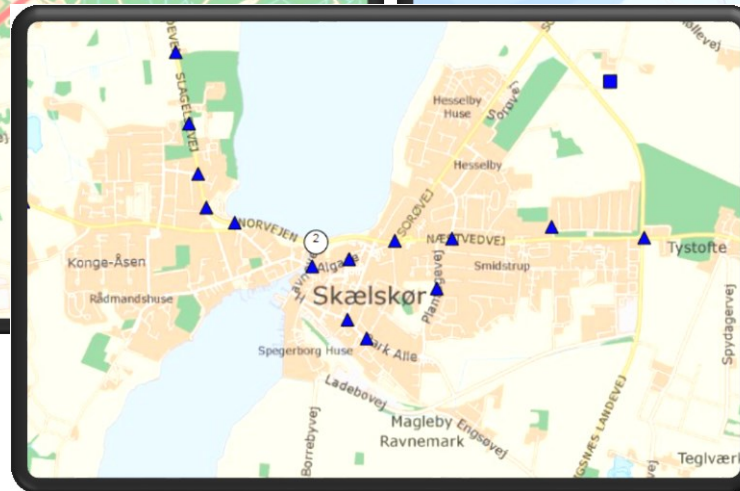 SLAGELSEVEJ
Hesselby
Huse
Sorøvej
Hesselby
SORØVEJ
2
NORVEJEN
NÆSTVEDVEJ
Tystofte
Konge-Åsen
Algade
Smidstrup
Rådmandshuse
Skælskør
Spegerborg Huse
Park Alle
Ladebovej
Borrebyvej
Magleby
Ravnemark
Engsøvej
Spydagervej